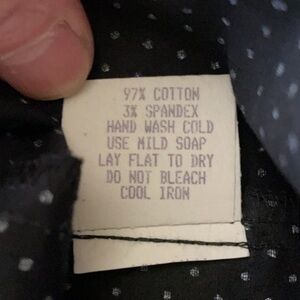 97% COTTON
3% SPANDEX
HAND WASH COLD
USE MILD SOAP
LAY FLAT TO DRY
DO NOT BLEACH
COOL IRON